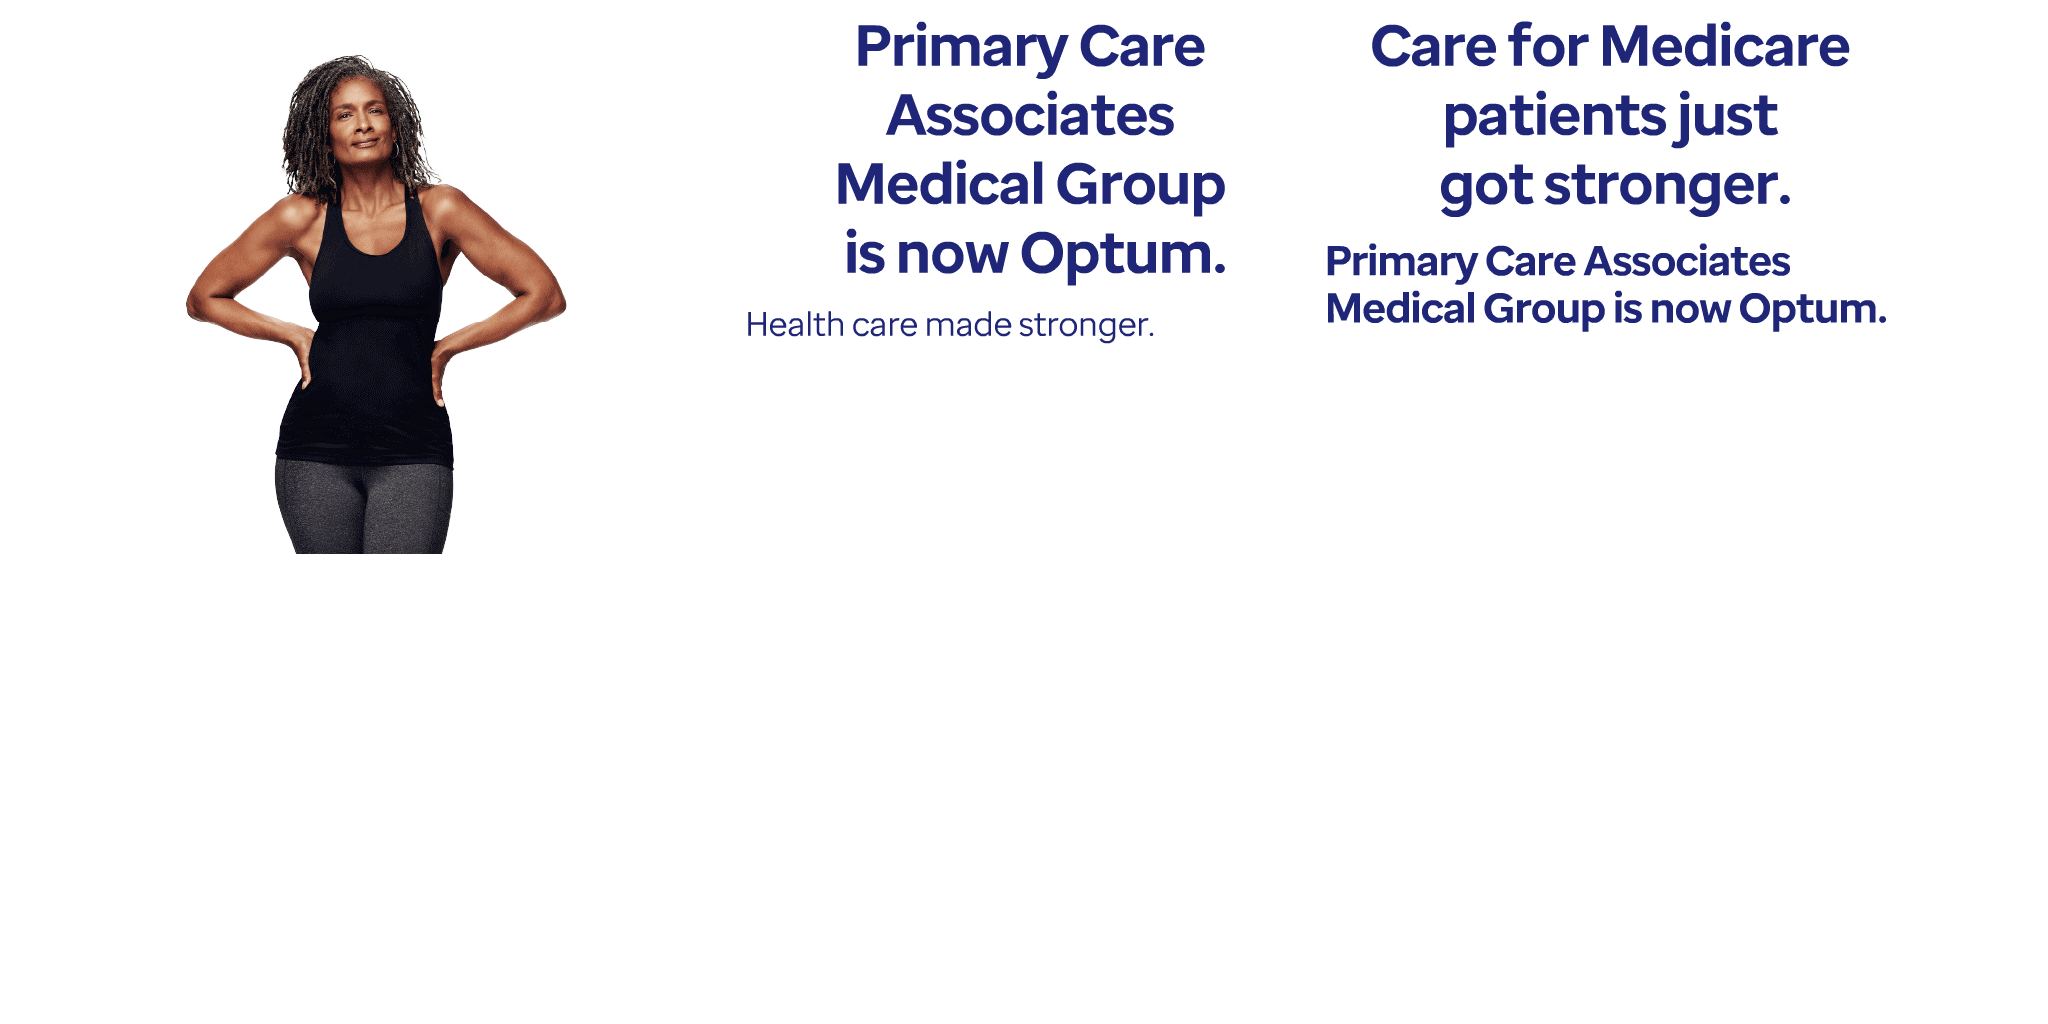 Primary Care
Associates
Medical Group
is now Optum.
Health care made stronger.
Care for Medicare
patients just
got stronger.
Primary Care Associates
Medical Group is now Optum.